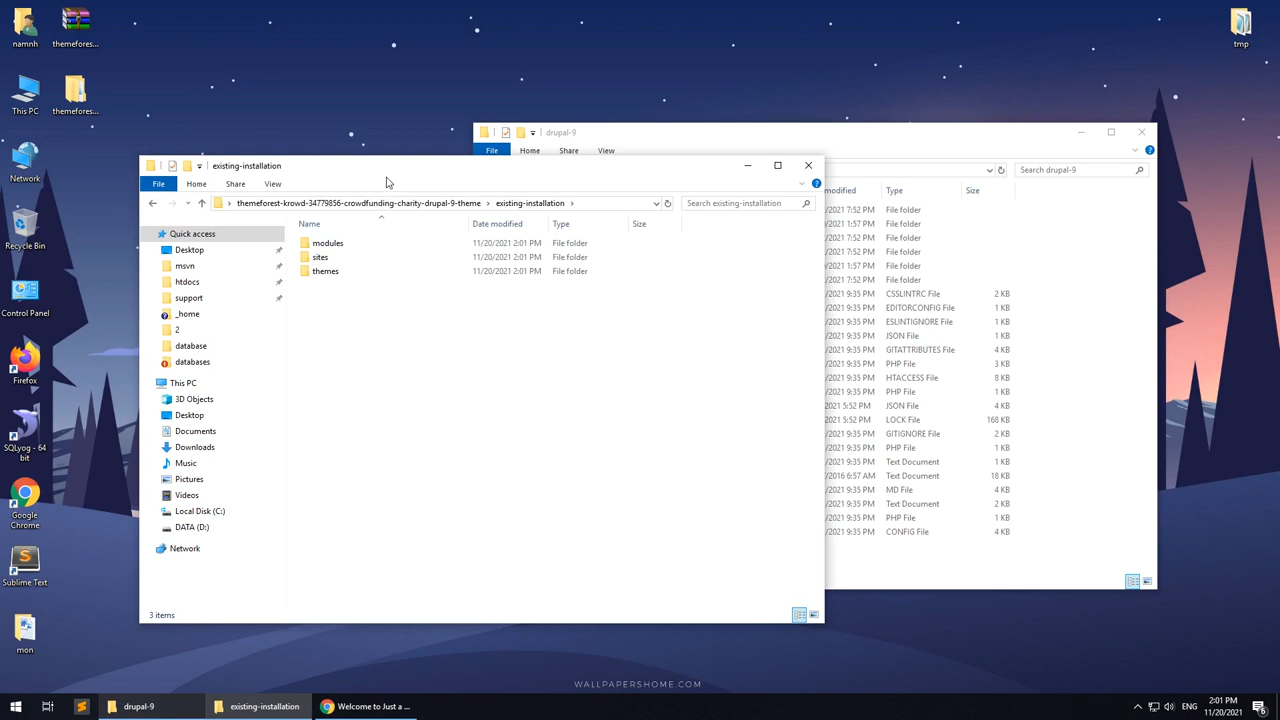 namnh
themefores...
tmp
This PC
themefores...
Network
Recycle Bin
Control Panel
Firefox
SQLyog - 64
bit
Google
Chrome
Sublime Text
mon
drupal-9
File Home Share View
Search drupal-9
modified Type Size
/2021 7:52 PM File folder
/2021 7:52 PM File folder
/2021 7:52 PM File folder
/2021 1:57 PM File folder
/2021 1:57 PM File folder
/2021 7:52 PM File folder
/2021 9:35 PM CSSLINTRC File 2 KB
/2021 9:35 PM EDITORCONFIG File 1 KB
/2021 9:35 PM ESLINTIGNORE File 1 KB
/2021 9:35 PM JSON File 1 KB
/2021 9:35 PM GITATTRIBUTES File 4 KB
/2021 9:35 PM PHP File 3 KB
/2021 9:35 PM HTACCESS File 8 KB
/2021 9:35 PM PHP File 1 KB
2021 5:52 PM JSON File 4 KB
2021 5:52 PM LOCK File 168 KB
/2021 9:35 PM GITIGNORE File 2 KB
/2021 9:35 PM PHP File 1 KB
/2021 9:35 PM Text Document 1 KB
/2016 6:57 AM Text Document 18 KB
/2021 9:35 PM MD File 4 KB
/2021 9:35 PM Text Document 2 KB
/2021 9:35 PM PHP File 1 KB
/2021 9:35 PM CONFIG File 4 KB
existing-installation
File Home Share View
themeforest-krowd-34779856-crowdfunding-charity-drupal-9-theme existing-installation
Search existing-installation
Name Date modified Type Size
modules 11/20/2021 2:01 PM File folder
sites 11/20/2021 2:01 PM File folder
themes 11/20/2021 2:01 PM File folder
Quick access
Desktop
msvn
htdocs
support
_home
2
database
databases
This PC
3D Objects
Desktop
Documents
Downloads
Music
Pictures
Videos
Local Disk (C:)
DATA (D:)
Network
3 items
WALLPAPERSHOME.COM
drupal-9
existing-installation
Welcome to Just a ...
ENG
2:01 PM
11/20/2021
6